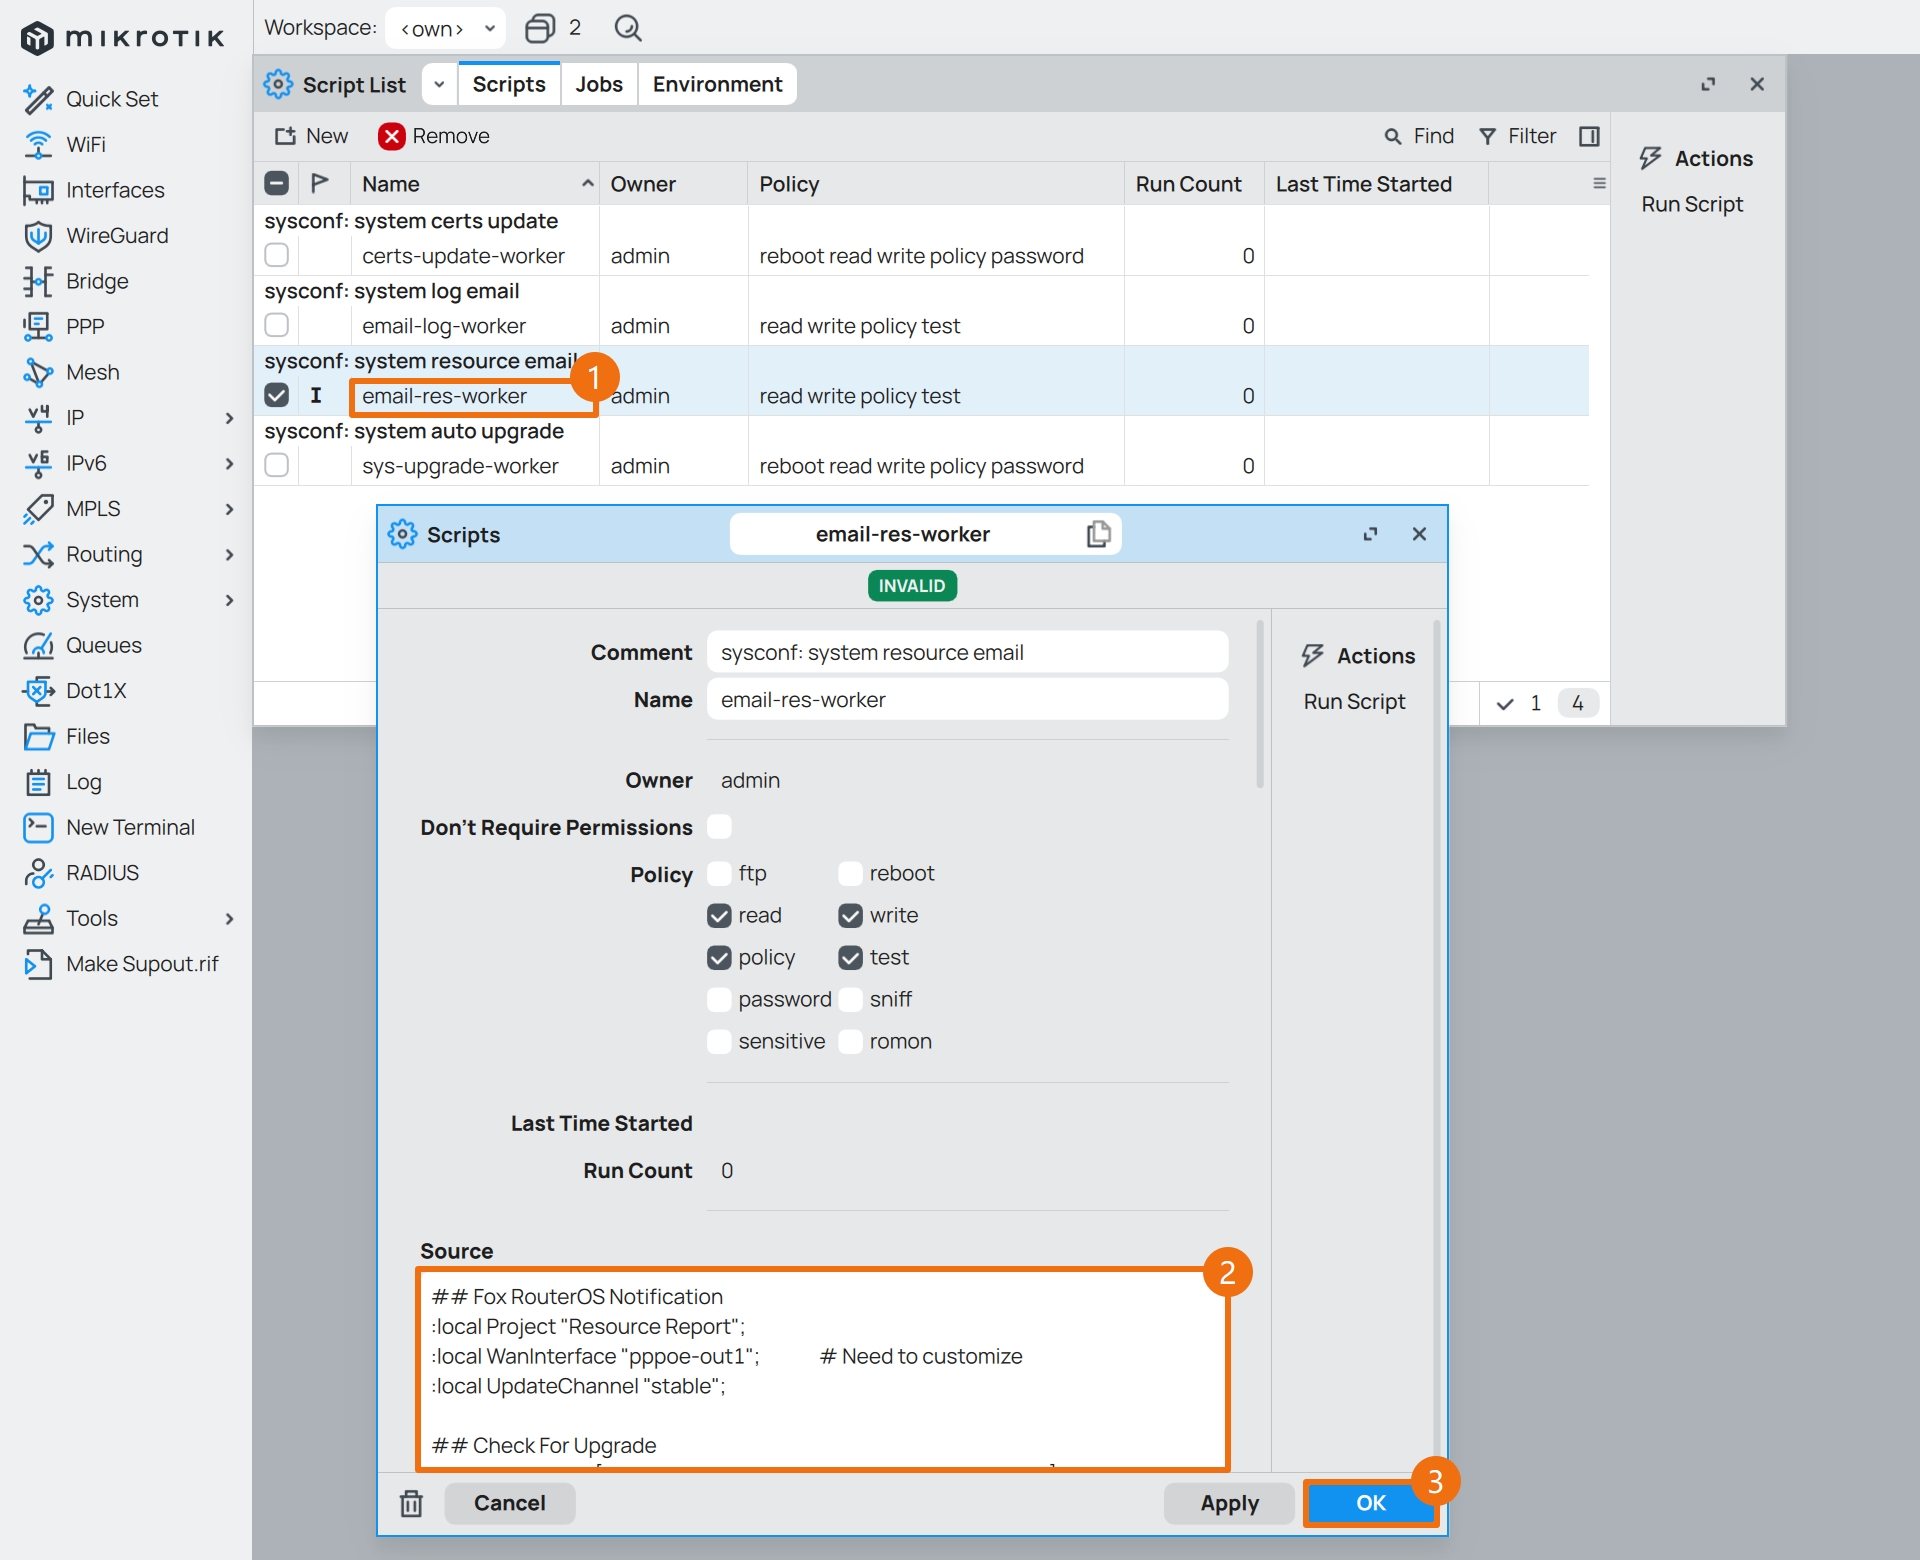 mikrotik
Workspace: <own> 2
Quick Set
WiFi
Interfaces
WireGuard
Bridge
PPP
Mesh
IP
IPv6
MPLS
Routing
System
Queues
Dot1X
Files
Log
New Terminal
RADIUS
Tools
Make Supout.rif
Script List Scripts Jobs Environment
New Remove Find Filter
Name Owner Policy Run Count Last Time Started
sysconf: system certs update
certs-update-worker admin reboot read write policy password 0
sysconf: system log email
email-log-worker admin read write policy test 0
sysconf: system resource email
1
I email-res-worker admin read write policy test 0
sysconf: system auto upgrade
sys-upgrade-worker admin reboot read write policy password 0
Actions
Run Script
1 4
Scripts email-res-worker
INVALID
Comment sysconf: system resource email
Name email-res-worker
Owner admin
Don't Require Permissions
Policy ftp reboot
read write
policy test
password sniff
sensitive romon
Last Time Started
Run Count 0
Source
2
## Fox RouterOS Notification
:local Project "Resource Report";
:local WanInterface "pppoe-out1"; # Need to customize
:local UpdateChannel "stable";
## Check For Upgrade
Actions
Run Script
Cancel Apply OK
3